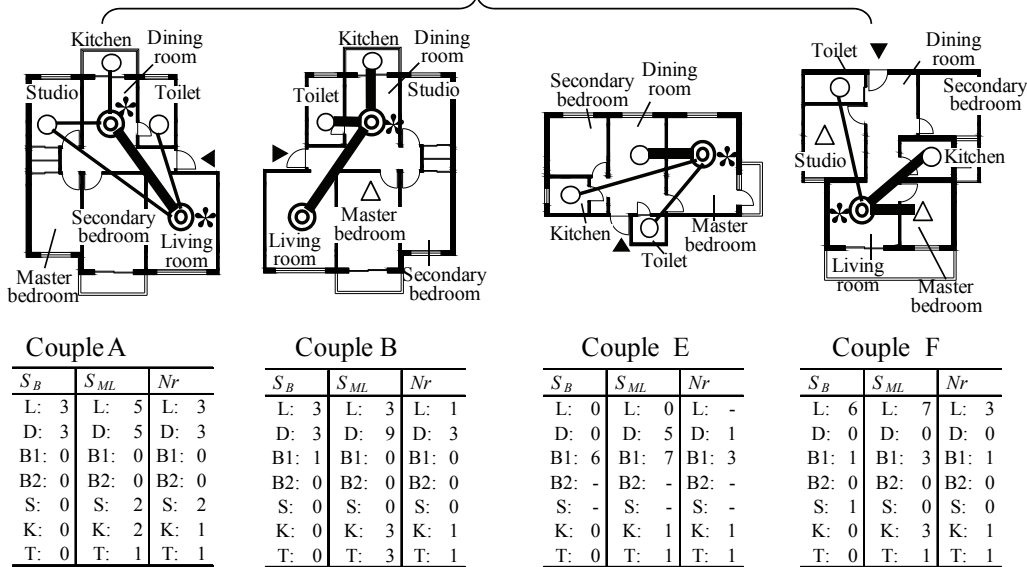 Kitchen
Dining
room
Studio
Toilet
Secondary
bedroom
Living
room
Master
bedroom
Kitchen
Dining
room
Toilet
Studio
Master
bedroom
Living
room
Secondary
bedroom
Secondary
bedroom
Dining
room
Kitchen
Toilet
Master
bedroom
Toilet
Dining
room
Secondary
bedroom
Studio
Kitchen
Living
room
Master
bedroom
Couple A
S_B S_ML Nr
L: 3 L: 5 L: 3
D: 3 D: 5 D: 3
B1: 0 B1: 0 B1: 0
B2: 0 B2: 0 B2: 0
S: 0 S: 2 S: 2
K: 0 K: 2 K: 1
T: 0 T: 1 T: 1
Couple B
S_B S_ML Nr
L: 3 L: 3 L: 1
D: 3 D: 9 D: 3
B1: 1 B1: 0 B1: 0
B2: 0 B2: 0 B2: 0
S: 0 S: 0 S: 0
K: 0 K: 3 K: 1
T: 0 T: 3 T: 1
Couple E
S_B S_ML Nr
L: 0 L: 0 L: -
D: 0 D: 5 D: 1
B1: 6 B1: 7 B1: 3
B2: - B2: - B2: -
S: - S: - S: -
K: 0 K: 1 K: 1
T: 0 T: 1 T: 1
Couple F
S_B S_ML Nr
L: 6 L: 7 L: 3
D: 0 D: 0 D: 0
B1: 1 B1: 3 B1: 1
B2: 0 B2: 0 B2: 0
S: 1 S: 0 S: 0
K: 0 K: 3 K: 1
T: 0 T: 1 T: 1